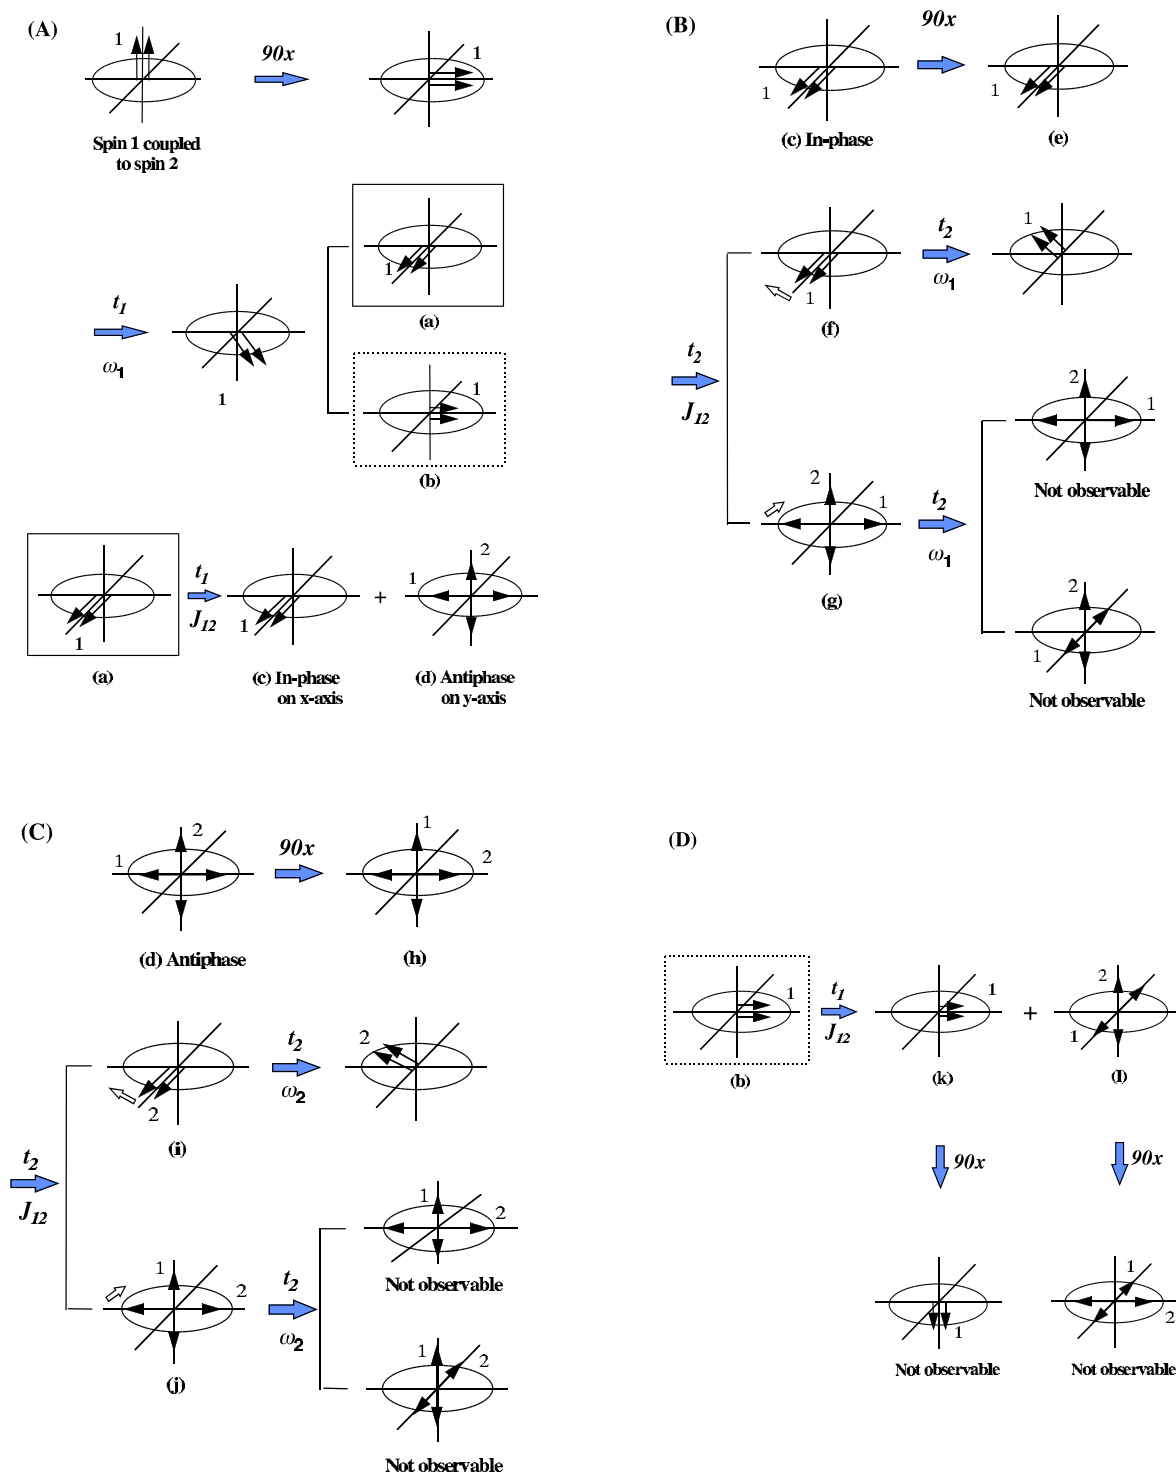 (A)
1
90x
1
Spin 1 coupled
to spin 2
t1
ω1
1
1
(a)
1
(b)
1
(a)
t1
J12
1
(c) In-phase
on x-axis
+
1
2
(d) Antiphase
on y-axis
(B)
1
(c) In-phase
90x
1
(e)
t2
J12
1
(f)
t2
ω1
1
2
1
(g)
t2
ω1
2
1
Not observable
2
1
Not observable
(C)
1
2
(d) Antiphase
90x
1
2
(h)
t2
J12
2
(i)
t2
ω2
2
1
2
(j)
t2
ω2
1
2
Not observable
1
2
Not observable
(D)
1
(b)
t1
J12
1
(k)
+
2
1
(l)
90x
90x
1
Not observable
1
2
Not observable